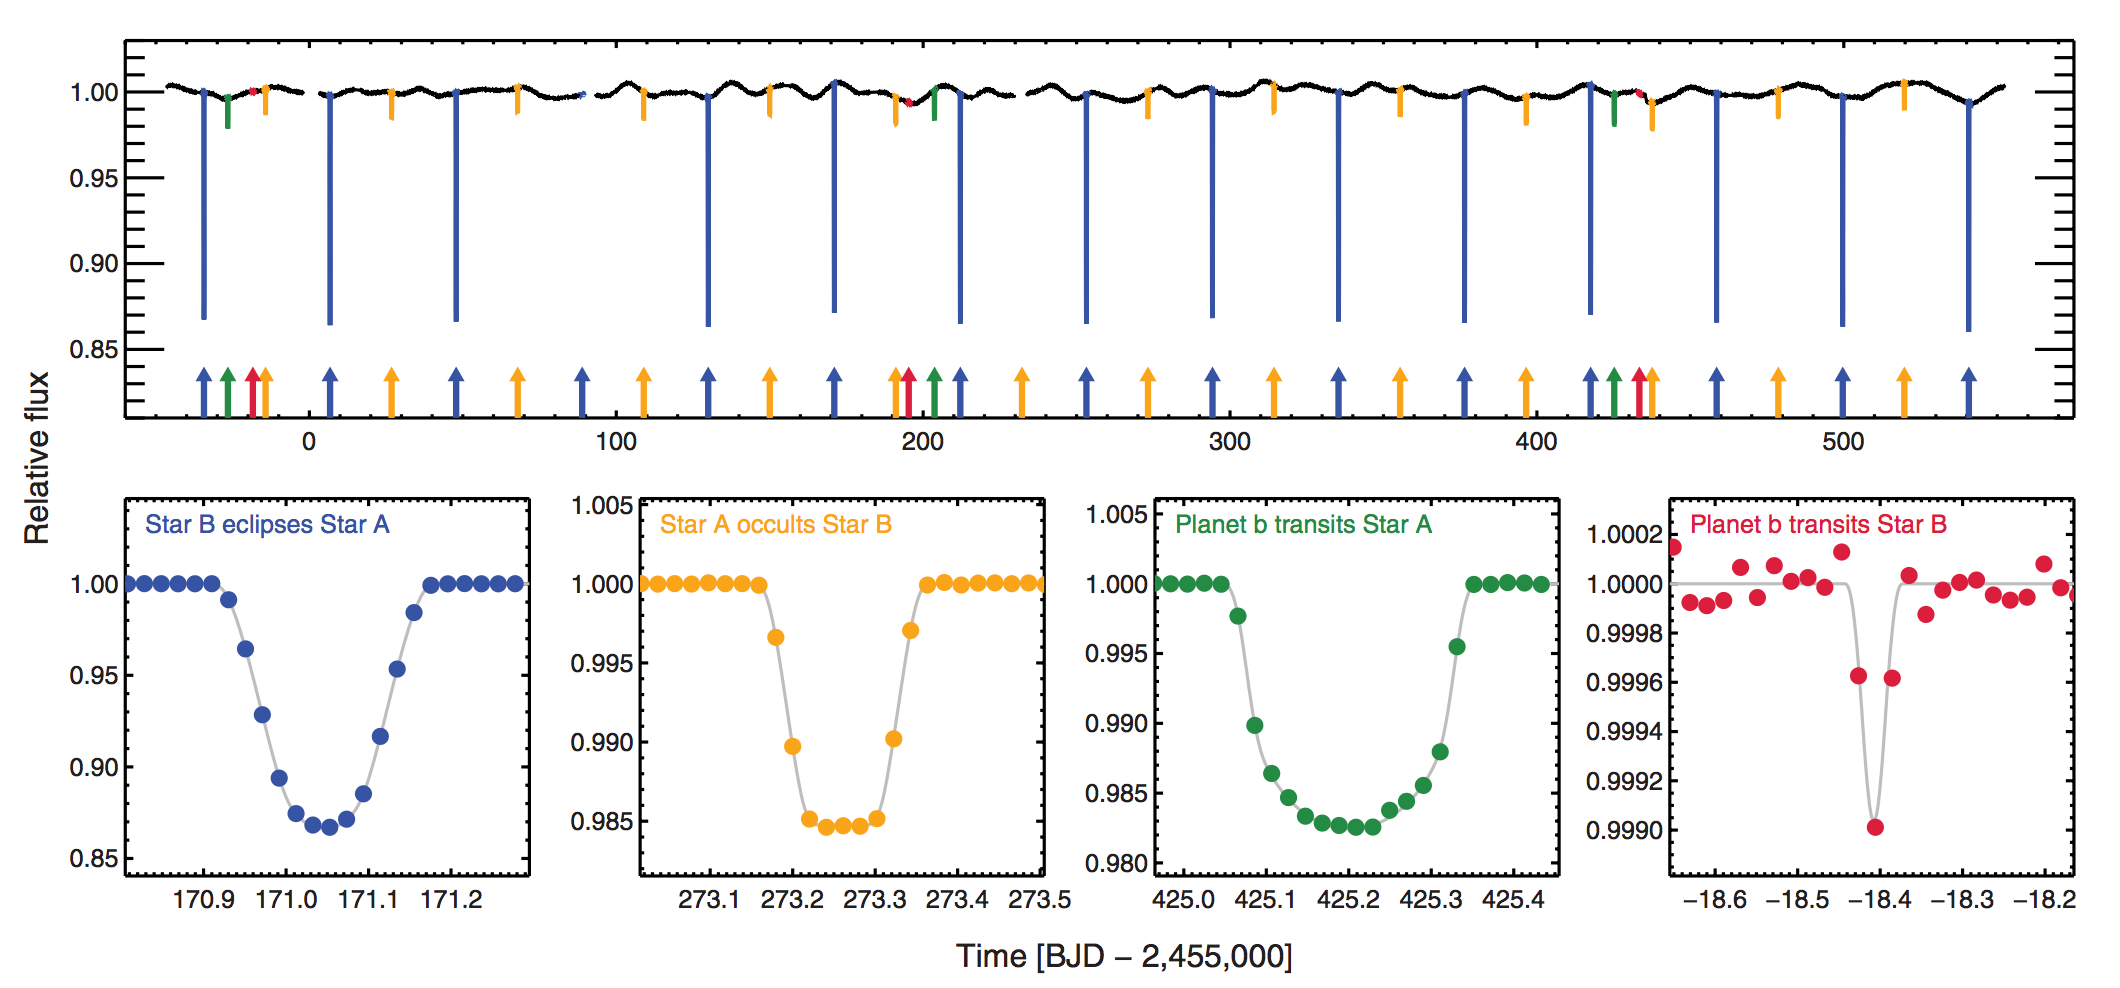 Relative flux
1.00
0.95
0.90
0.85
0 100 200 300 400 500
Star B eclipses Star A
1.00
0.95
0.90
0.85
170.9 171.0 171.1 171.2
Star A occults Star B
1.005
1.000
0.995
0.990
0.985
273.1 273.2 273.3 273.4 273.5
Planet b transits Star A
1.005
1.000
0.995
0.990
0.985
0.980
425.0 425.1 425.2 425.3 425.4
Planet b transits Star B
1.0002
1.0000
0.9998
0.9996
0.9994
0.9992
0.9990
−18.6 −18.5 −18.4 −18.3 −18.2
Time [BJD − 2,455,000]